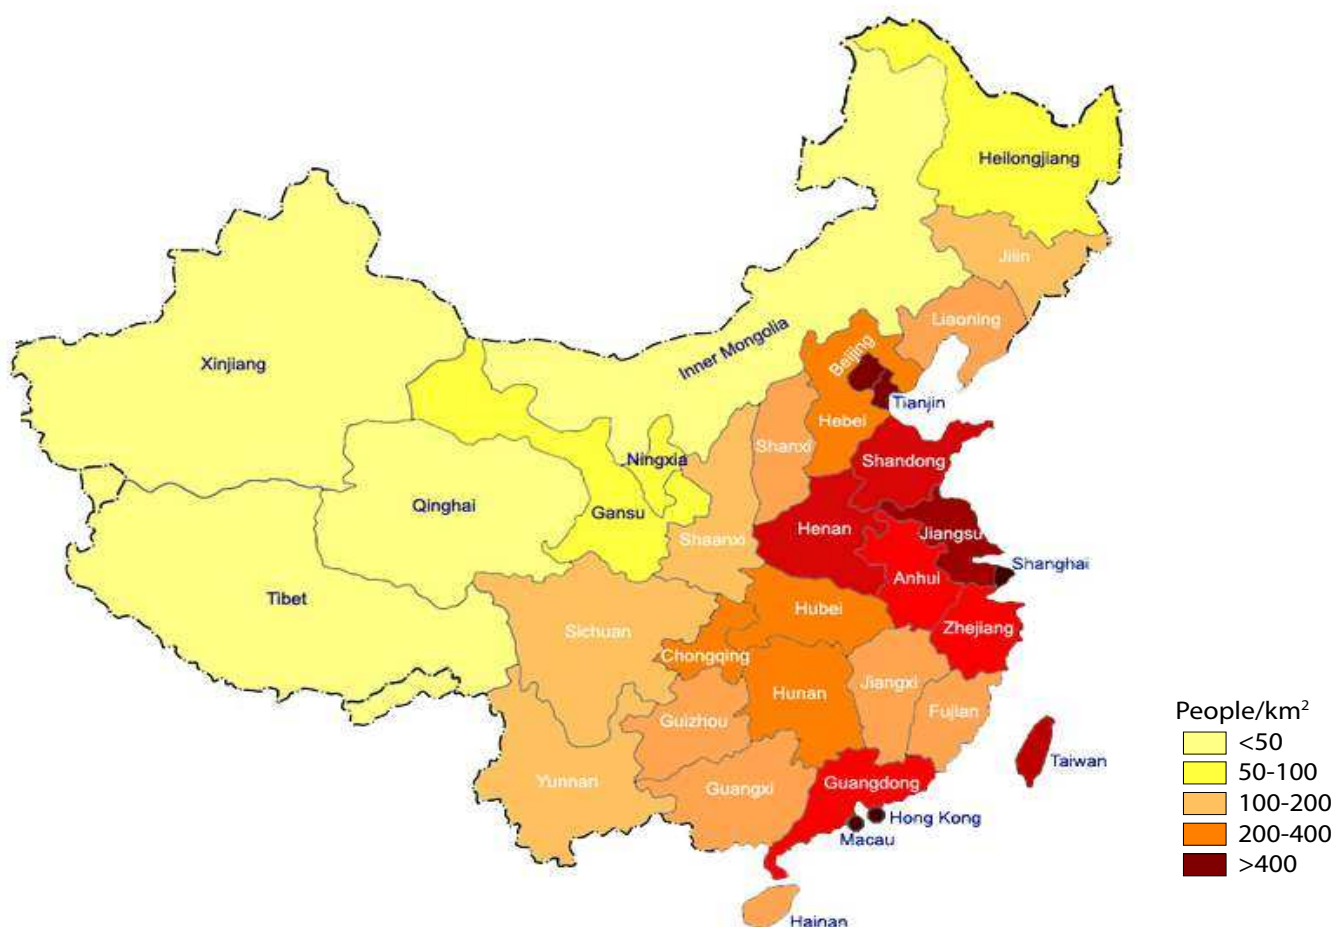 Heilongjiang
Jilin
Liaoning
Xinjiang
Inner Mongolia
Beijing
Tianjin
Hebei
Shanxi
Ningxia
Shandong
Qinghai
Gansu
Henan
Jiangsu
Shaanxi
Shanghai
Anhui
Tibet
Hubei
Zhejiang
Sichuan
Chongqing
Hunan
Jiangxi
Guizhou
Fujian
People/km²
<50
Taiwan
50-100
Yunnan
Guangxi
Guangdong
100-200
Hong Kong
Macau
200-400
>400
Hainan